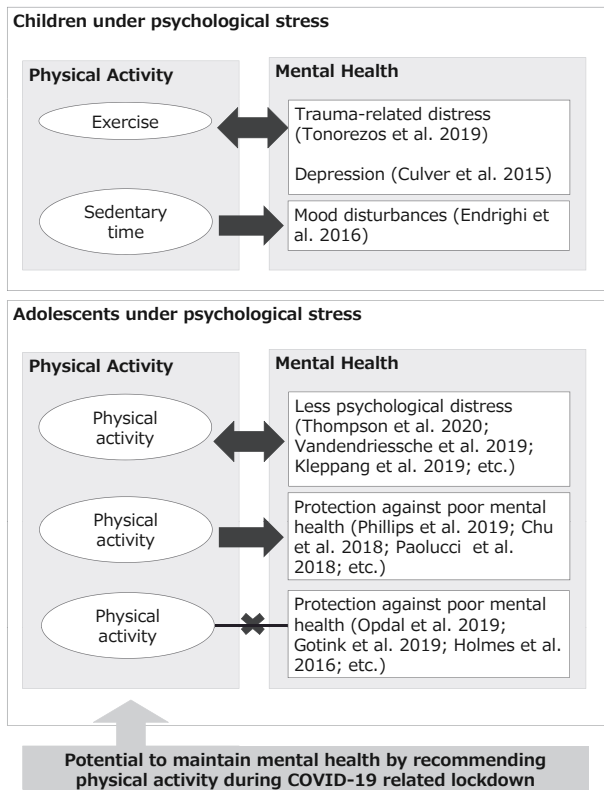 Children under psychological stress
Physical Activity
Mental Health
Exercise
Trauma-related distress
(Tonorezos et al. 2019)
Depression (Culver et al. 2015)
Sedentary
time
Mood disturbances (Endrighi et
al. 2016)
Adolescents under psychological stress
Physical Activity
Mental Health
Physical
activity
Less psychological distress
(Thompson et al. 2020;
Vandendriessche et al. 2019;
Kleppang et al. 2019; etc.)
Physical
activity
Protection against poor mental
health (Phillips et al. 2019; Chu
et al. 2018; Paolucci et al.
2018; etc.)
Physical
activity
Protection against poor mental
health (Opdal et al. 2019;
Gotink et al. 2019; Holmes et al.
2016; etc.)
Potential to maintain mental health by recommending
physical activity during COVID-19 related lockdown